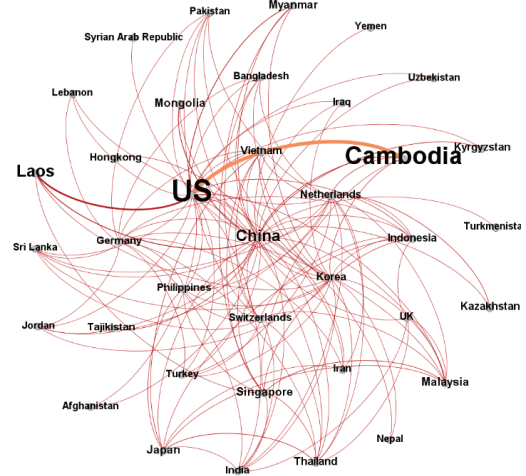 Myanmar
Pakistan
Yemen
Syrian Arab Republic
Bangladesh
Uzbekistan
Lebanon
Mongolia
Iraq
Kyrgyzstan
Vietnam
Cambodia
Hongkong
Laos
US
Netherlands
Turkmenista
China
Indonesia
Germany
Sri Lanka
Korea
Philippines
Kazakhstan
Switzerlands
UK
Jordan
Tajikistan
Iran
Turkey
Malaysia
Singapore
Afghanistan
Nepal
Japan
Thailand
India